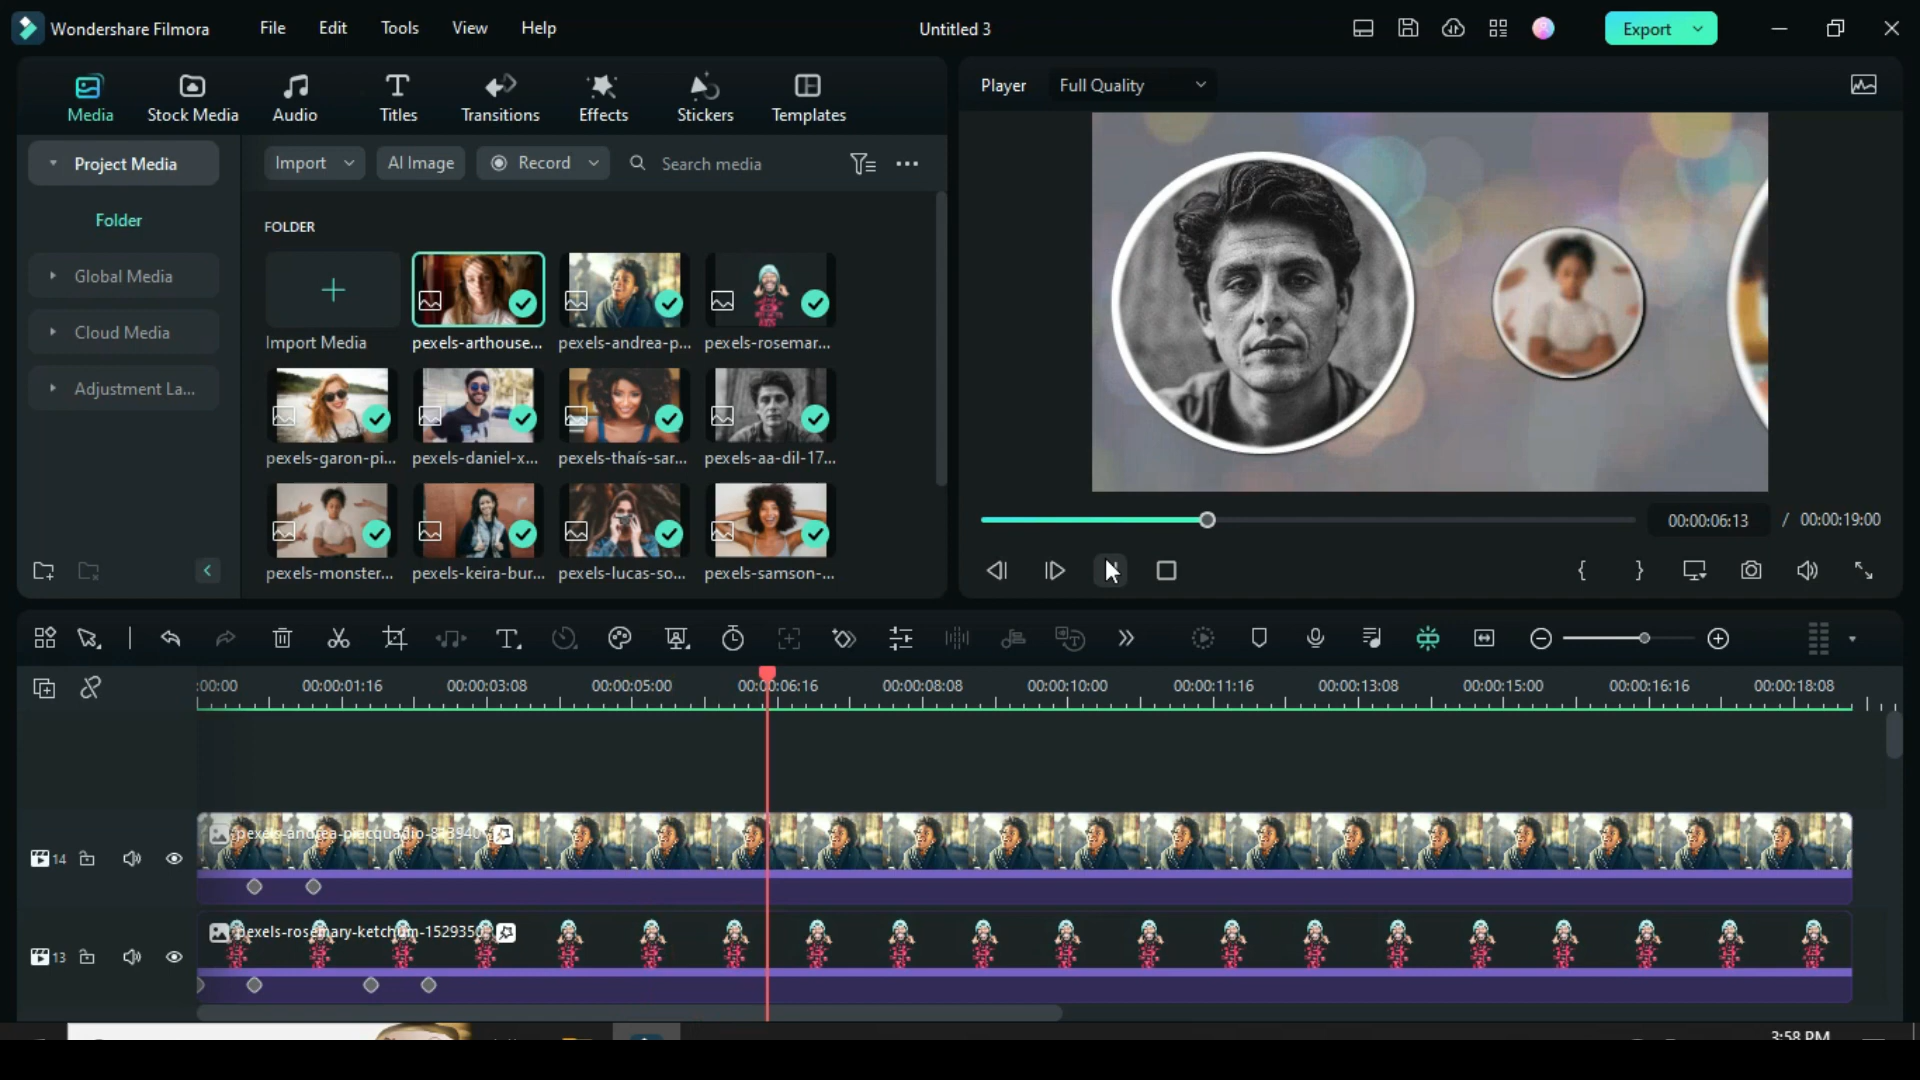 Wondershare Filmora File Edit Tools View Help Untitled 3 Export
Media Stock Media Audio Titles Transitions Effects Stickers Templates
Player Full Quality
Project Media
Folder
Global Media
Cloud Media
Adjustment La...
Import AI Image Record Search media
FOLDER
Import Media pexels-arthouse... pexels-andrea-p... pexels-rosemar...
pexels-garon-pi... pexels-daniel-x... pexels-thaís-sar... pexels-aa-dil-17...
pexels-monster... pexels-keira-bur... pexels-lucas-so... pexels-samson-...
00:00:06:13 / 00:00:19:00
{ }
:00:00 00:00:01:16 00:00:03:08 00:00:05:00 00:00:06:16 00:00:08:08 00:00:10:00 00:00:11:16 00:00:13:08 00:00:15:00 00:00:16:16 00:00:18:08
pexels-andrea-piacquadio-873940
14
pexels-rosemary-ketchum-1529350
13
3:58 PM